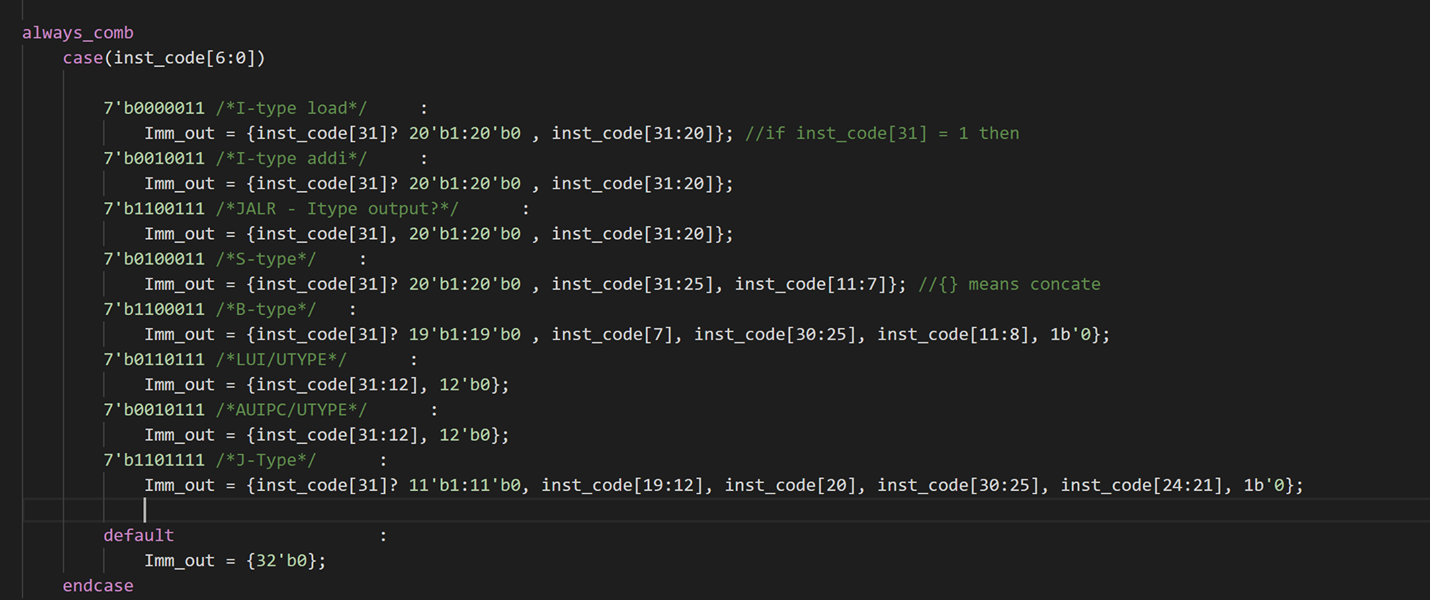 always_comb
case(inst_code[6:0])
7'b0000011 /*I-type load*/ :
Imm_out = {inst_code[31]? 20'b1:20'b0 , inst_code[31:20]}; //if inst_code[31] = 1 then
7'b0010011 /*I-type addi*/ :
Imm_out = {inst_code[31]? 20'b1:20'b0 , inst_code[31:20]};
7'b1100111 /*JALR - Itype output?*/ :
Imm_out = {inst_code[31], 20'b1:20'b0 , inst_code[31:20]};
7'b0100011 /*S-type*/ :
Imm_out = {inst_code[31]? 20'b1:20'b0 , inst_code[31:25], inst_code[11:7]}; //{} means concate
7'b1100011 /*B-type*/ :
Imm_out = {inst_code[31]? 19'b1:19'b0 , inst_code[7], inst_code[30:25], inst_code[11:8], 1b'0};
7'b0110111 /*LUI/UTYPE*/ :
Imm_out = {inst_code[31:12], 12'b0};
7'b0010111 /*AUIPC/UTYPE*/ :
Imm_out = {inst_code[31:12], 12'b0};
7'b1101111 /*J-Type*/ :
Imm_out = {inst_code[31]? 11'b1:11'b0, inst_code[19:12], inst_code[20], inst_code[30:25], inst_code[24:21], 1b'0};
default :
Imm_out = {32'b0};
endcase